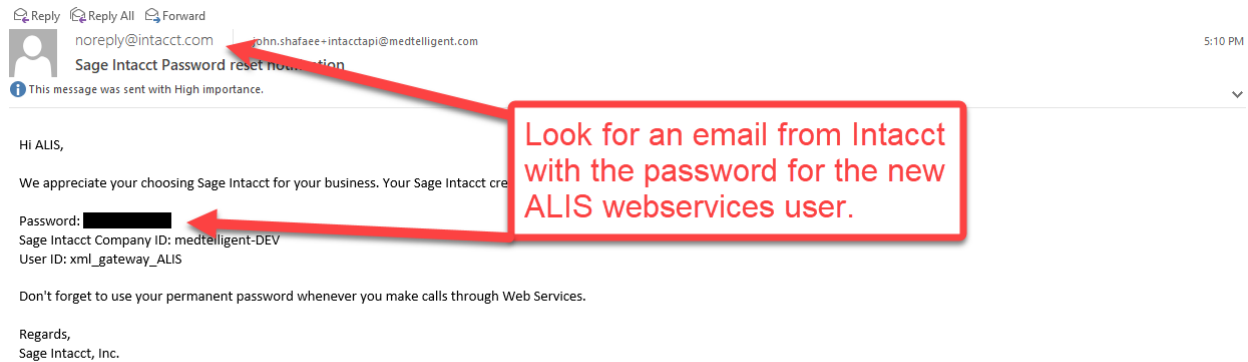 Reply Reply All Forward
noreply@intacct.com john.shafaee+intacctapi@medtelligent.com 5:10 PM
Sage Intacct Password reset notification
This message was sent with High importance.
Look for an email from Intacct
with the password for the new
ALIS webservices user.
Hi ALIS,
We appreciate your choosing Sage Intacct for your business. Your Sage Intacct cre
Password:
Sage Intacct Company ID: medtelligent-DEV
User ID: xml_gateway_ALIS
Don't forget to use your permanent password whenever you make calls through Web Services.
Regards,
Sage Intacct, Inc.